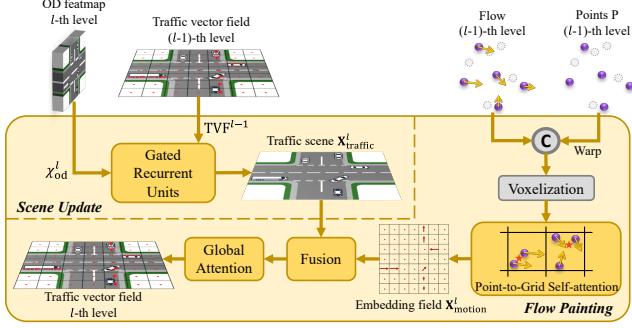 OD featmap
l-th level
Traffic vector field
(l-1)-th level
Flow
(l-1)-th level
Points P
(l-1)-th level
TVF^{l−1}
χ^l_od
Gated
Recurrent
Units
Traffic scene X^l_traffic
C
Warp
Voxelization
Scene Update
Global
Attention
Fusion
Point-to-Grid Self-attention
Traffic vector field
l-th level
Embedding field X^l_motion
Flow Painting